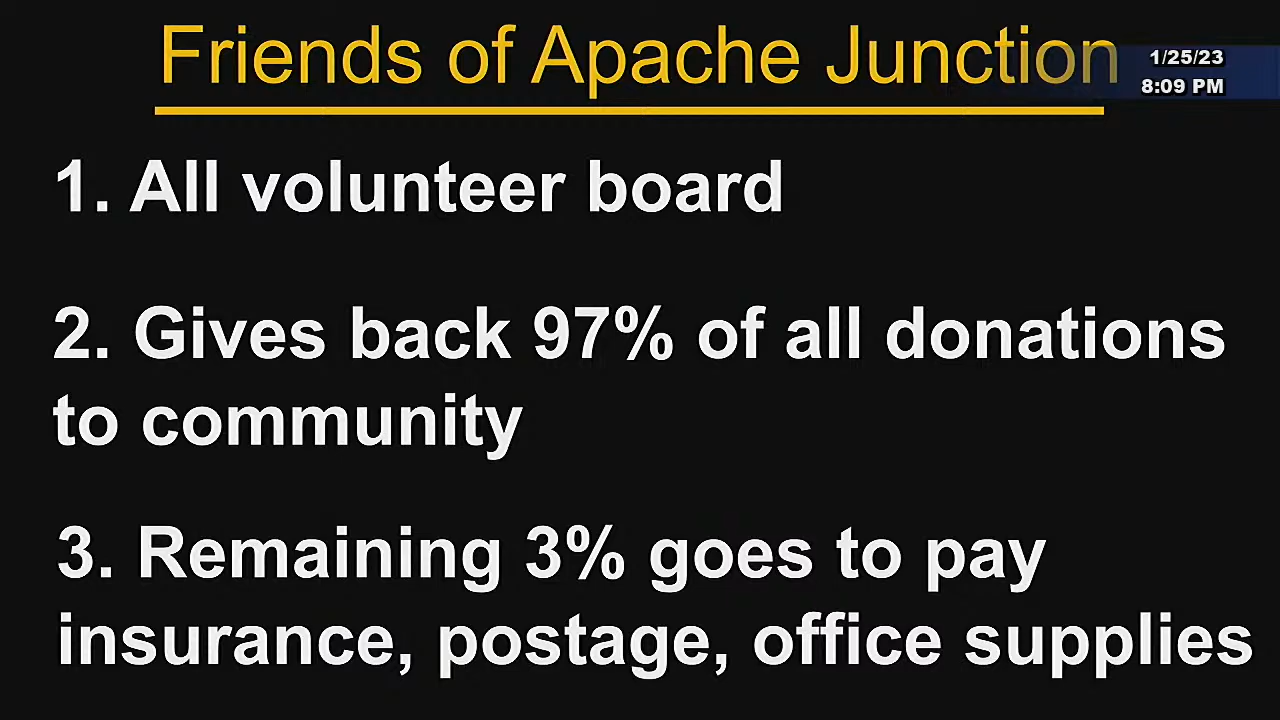 Friends of Apache Junction
1/25/23
8:09 PM
1. All volunteer board
2. Gives back 97% of all donations
to community
3. Remaining 3% goes to pay
insurance, postage, office supplies